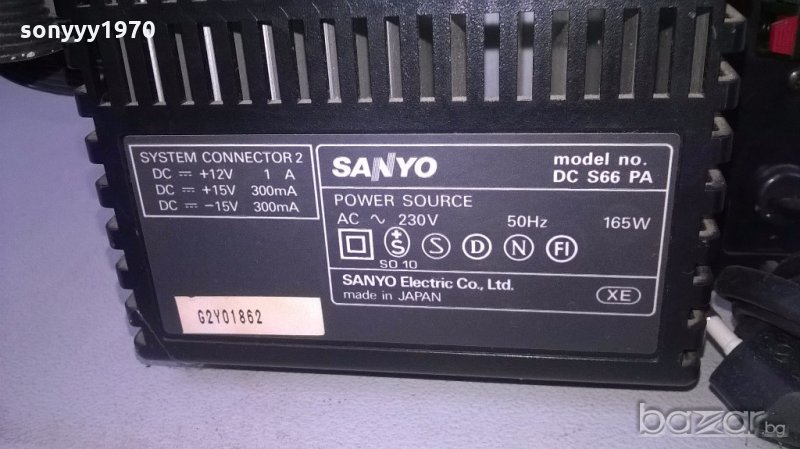 sonyyy1970
SYSTEM CONNECTOR 2
DC ⎓ +12V 1 A
DC ⎓ +15V 300mA
DC ⎓ −15V 300mA
SANYO
model no.
DC S66 PA
POWER SOURCE
AC ∿ 230V 50Hz 165W
+S S D N FI
SO 10
SANYO Electric Co., Ltd.
made in JAPAN
XE
G2Y01862
bazar.bg